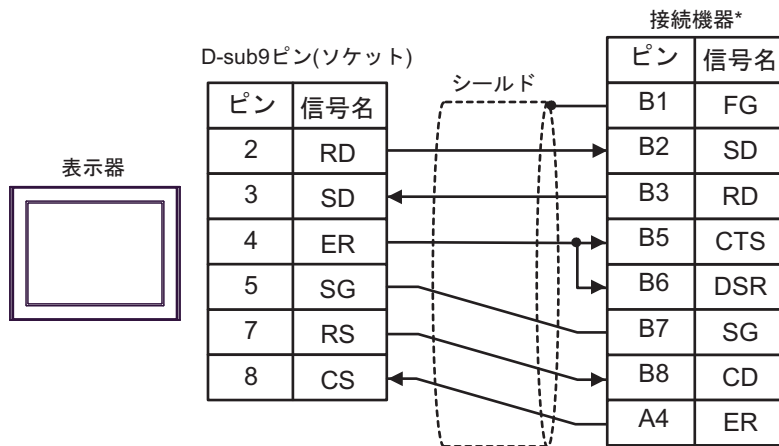 接続機器*
D-sub9ピン(ソケット)
シールド
表示器
ピン 信号名
2 RD
3 SD
4 ER
5 SG
7 RS
8 CS
ピン 信号名
B1 FG
B2 SD
B3 RD
B5 CTS
B6 DSR
B7 SG
B8 CD
A4 ER